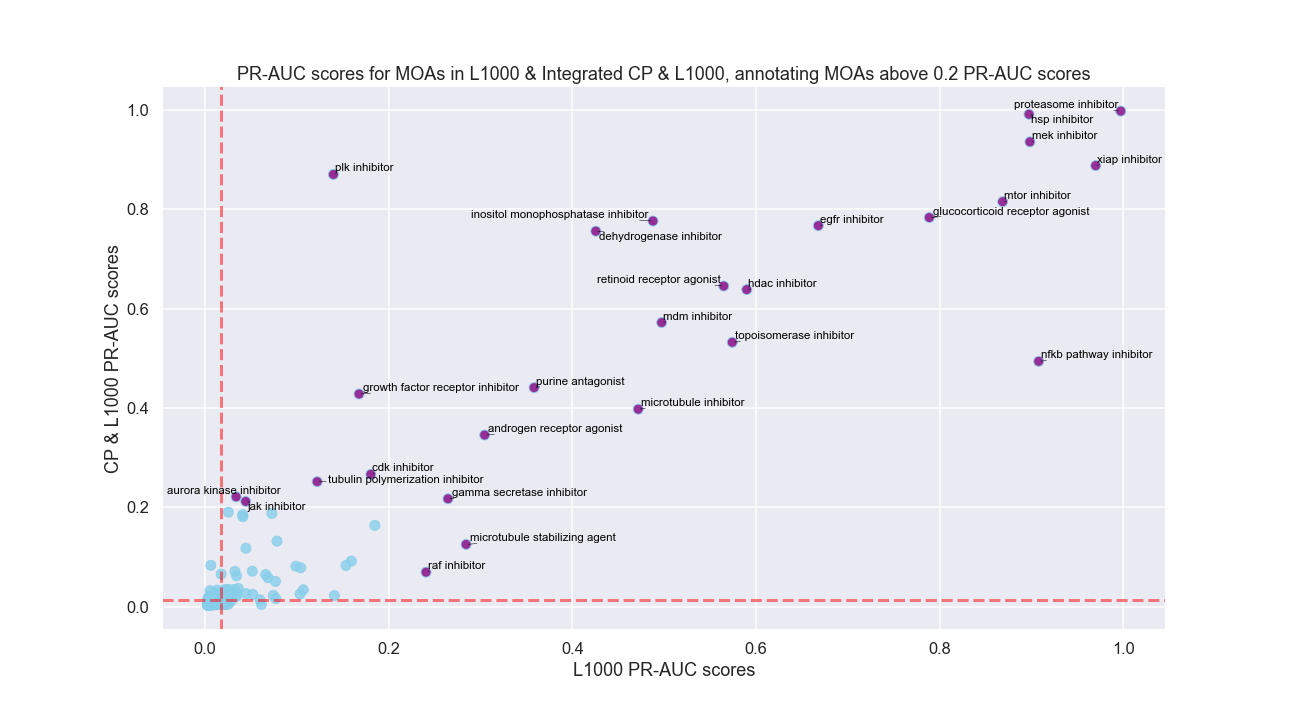 PR-AUC scores for MOAs in L1000 & Integrated CP & L1000, annotating MOAs above 0.2 PR-AUC scores
1.0
proteasome inhibitor
hsp inhibitor
mek inhibitor
xiap inhibitor
plk inhibitor
mtor inhibitor
0.8
glucocorticoid receptor agonist
inositol monophosphatase inhibitor
egfr inhibitor
dehydrogenase inhibitor
retinoid receptor agonist
hdac inhibitor
0.6
mdm inhibitor
topoisomerase inhibitor
nfkb pathway inhibitor
growth factor receptor inhibitor
purine antagonist
0.4
microtubule inhibitor
androgen receptor agonist
cdk inhibitor
tubulin polymerization inhibitor
aurora kinase inhibitor
gamma secretase inhibitor
0.2
jak inhibitor
microtubule stabilizing agent
raf inhibitor
0.0
CP & L1000 PR-AUC scores
0.0 0.2 0.4 0.6 0.8 1.0
L1000 PR-AUC scores